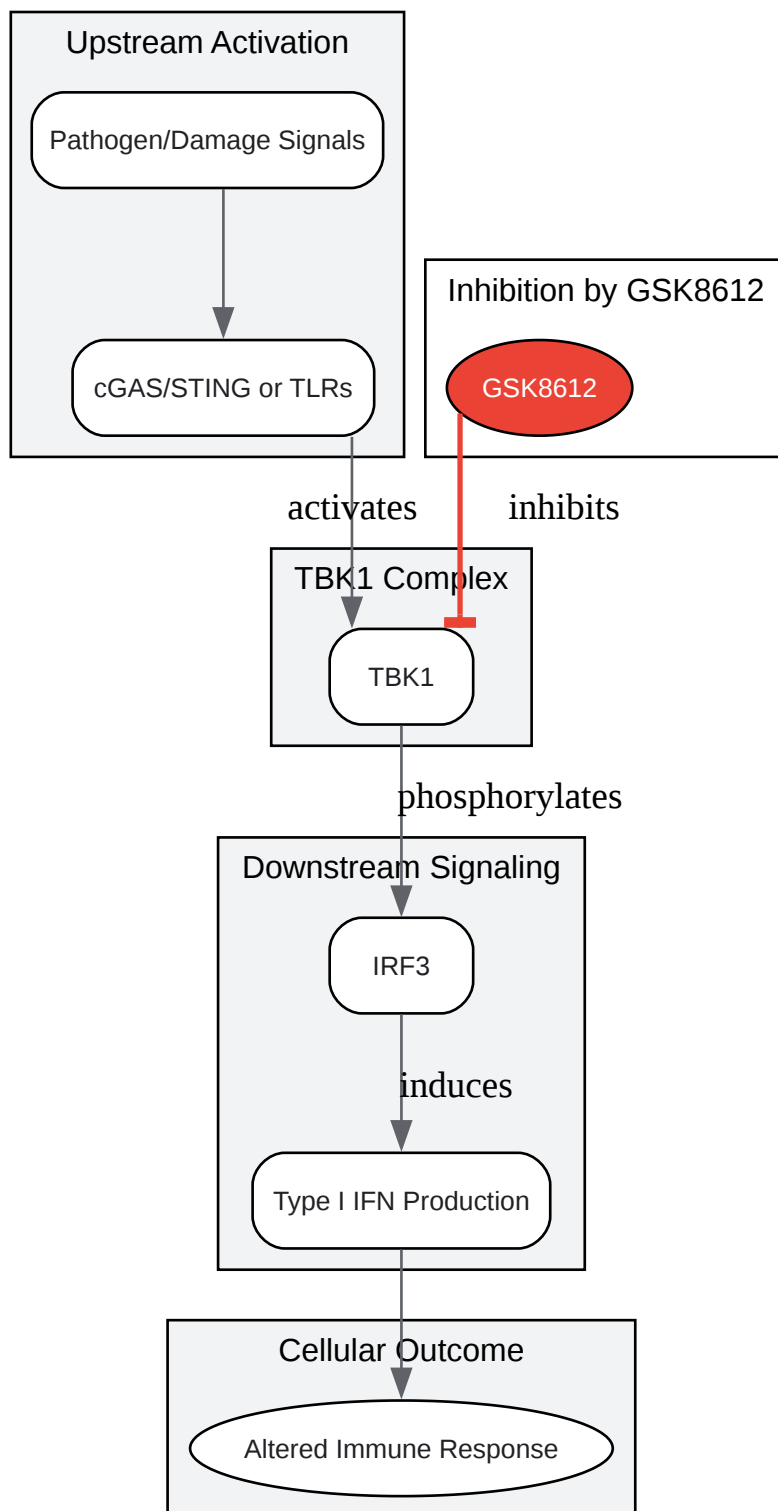 Upstream Activation
Pathogen/Damage Signals
cGAS/STING or TLRs
Inhibition by GSK8612
GSK8612
activates
inhibits
TBK1 Complex
TBK1
phosphorylates
Downstream Signaling
IRF3
induces
Type I IFN Production
Cellular Outcome
Altered Immune Response